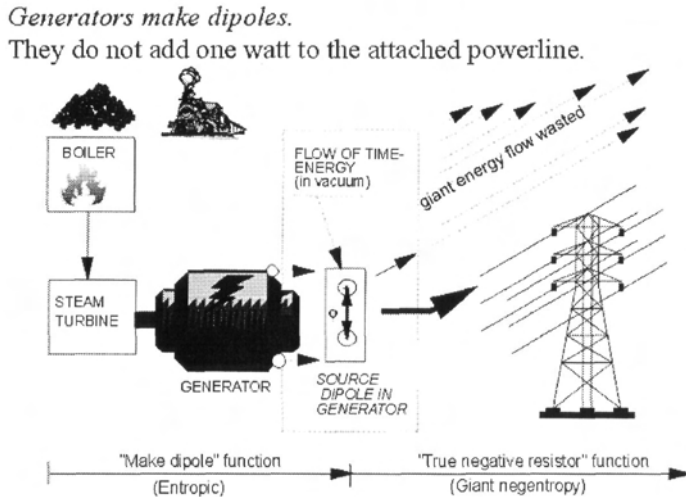 Generators make dipoles.
They do not add one watt to the attached powerline.
BOILER
FLOW OF TIME-
ENERGY
(in vacuum)
giant energy flow wasted
STEAM
TURBINE
GENERATOR
SOURCE
DIPOLE IN
GENERATOR
"Make dipole" function
(Entropic)
"True negative resistor" function
(Giant negentropy)